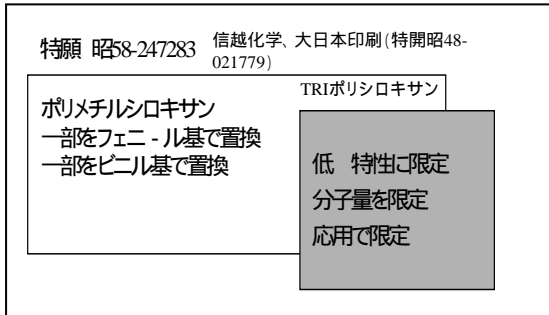 特願 昭58-247283
信越化学、大日本印刷(特開昭48-
021779)
TRIポリシロキサン
ポリメチルシロキサン
一部をフェニ-ル基で置換
一部をビニル基で置換
低　特性に限定
分子量を限定
応用で限定